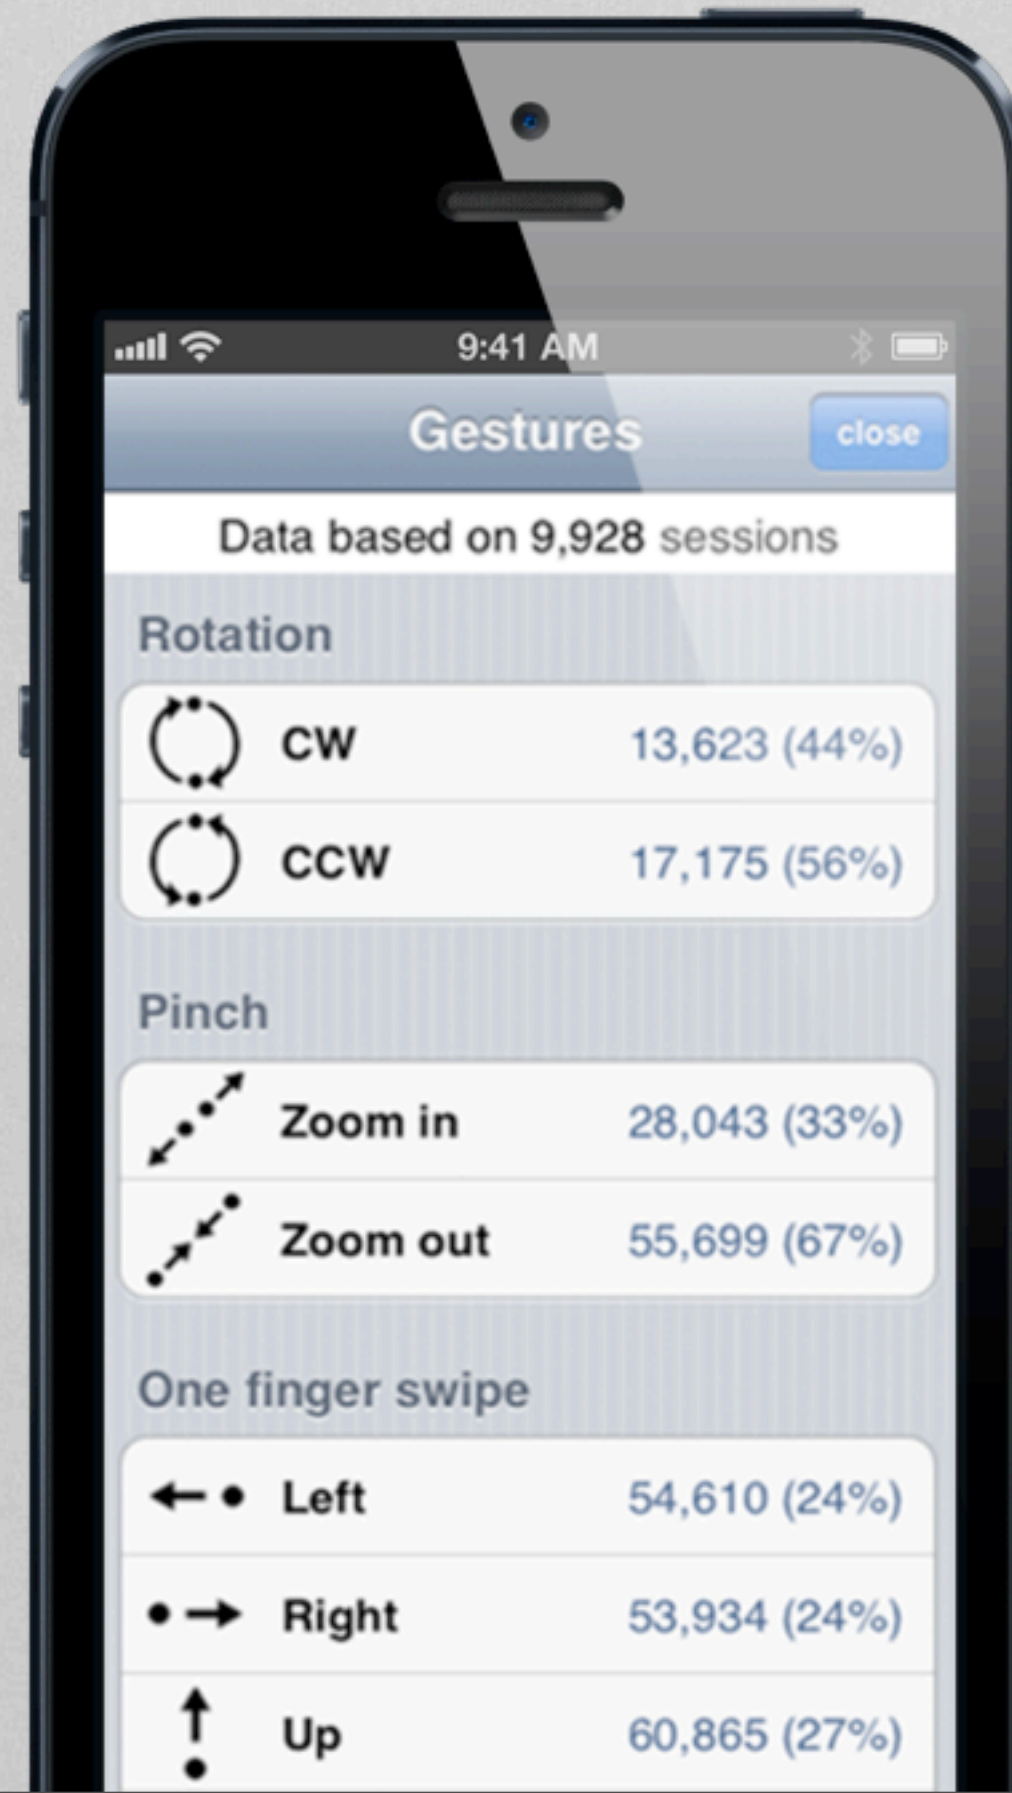 9:41 AM
Gestures
close
Data based on 9,928 sessions
Rotation
CW 13,623 (44%)
CCW 17,175 (56%)
Pinch
Zoom in 28,043 (33%)
Zoom out 55,699 (67%)
One finger swipe
Left 54,610 (24%)
Right 53,934 (24%)
Up 60,865 (27%)